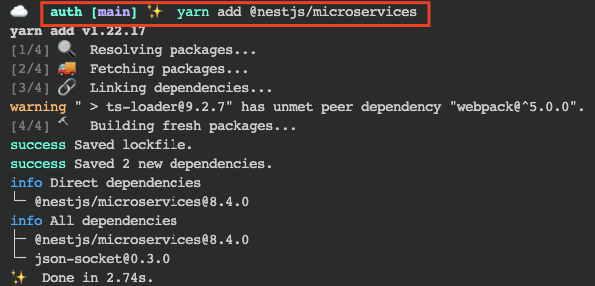 ☁️ auth [main] ✨ yarn add @nestjs/microservices
yarn add v1.22.17
[1/4] 🔍 Resolving packages...
[2/4] 🚚 Fetching packages...
[3/4] 🔗 Linking dependencies...
warning " > ts-loader@9.2.7" has unmet peer dependency "webpack@^5.0.0".
[4/4] 🔨 Building fresh packages...
success Saved lockfile.
success Saved 2 new dependencies.
info Direct dependencies
└─ @nestjs/microservices@8.4.0
info All dependencies
├─ @nestjs/microservices@8.4.0
└─ json-socket@0.3.0
✨ Done in 2.74s.